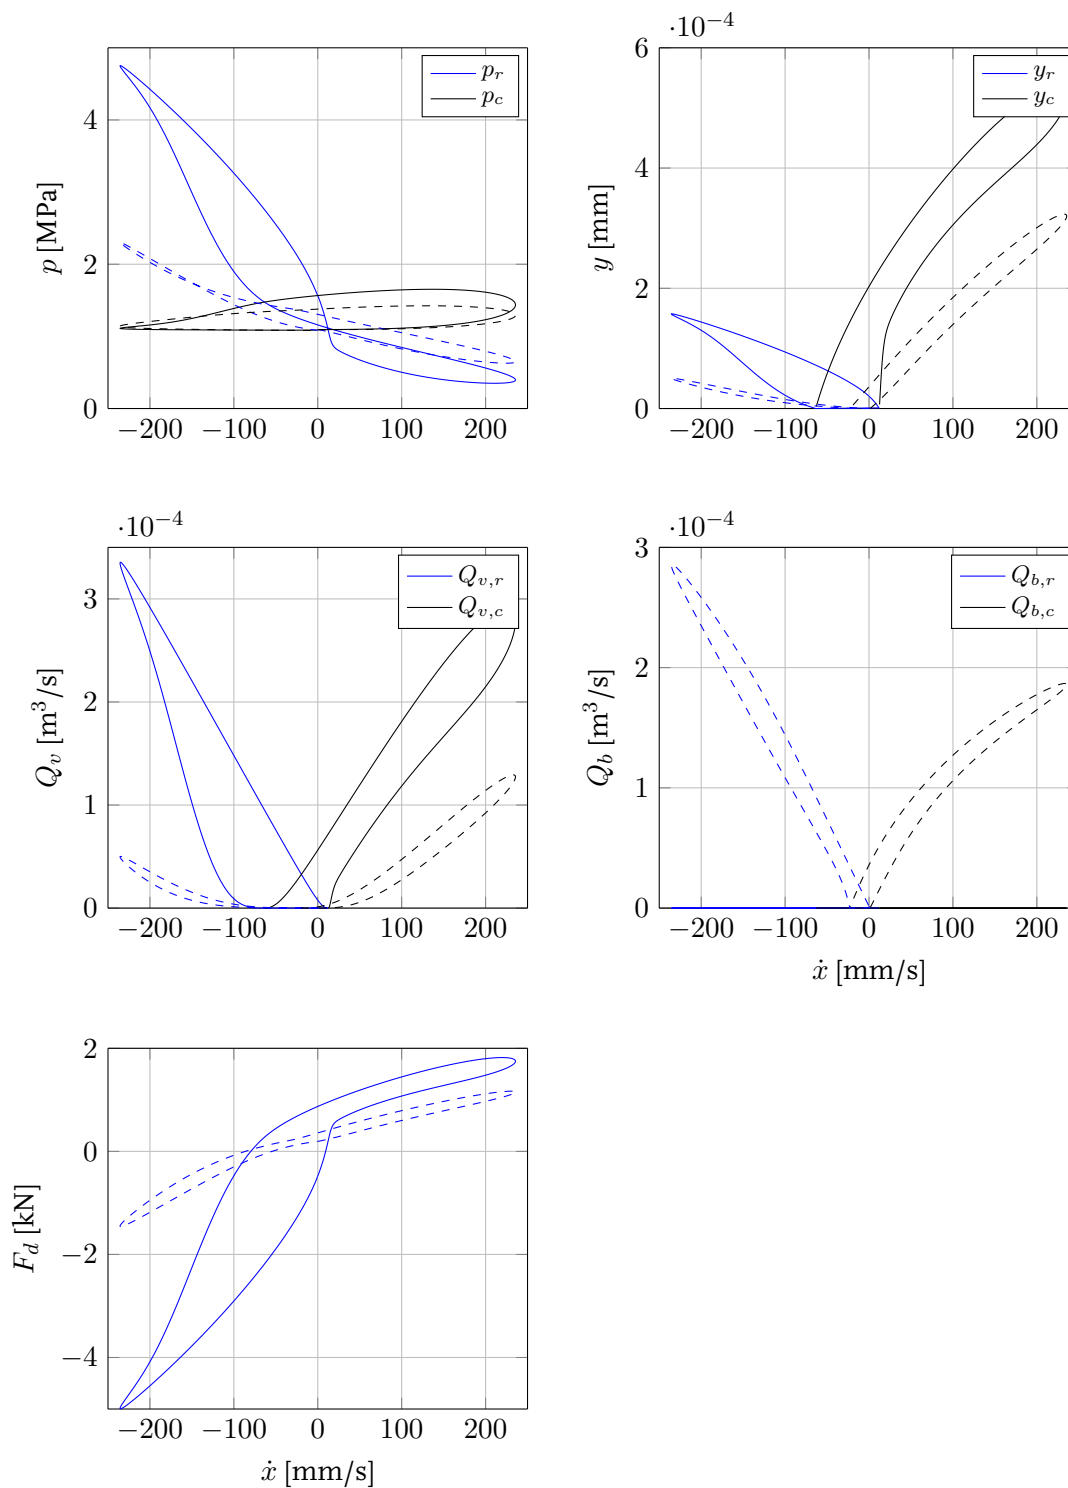 ·10⁻⁴
6
p_r
p_c
y_r
y_c
4
4
p [MPa]
y [mm]
2
2
0
0
−200 −100 0 100 200
−200 −100 0 100 200
·10⁻⁴
·10⁻⁴
3
Q_{v,r}
Q_{v,c}
Q_{b,r}
Q_{b,c}
3
2
2
Q_v [m³/s]
Q_b [m³/s]
1
1
0
0
−200 −100 0 100 200
−200 −100 0 100 200
ẋ [mm/s]
2
0
F_d [kN]
−2
−4
−200 −100 0 100 200
ẋ [mm/s]